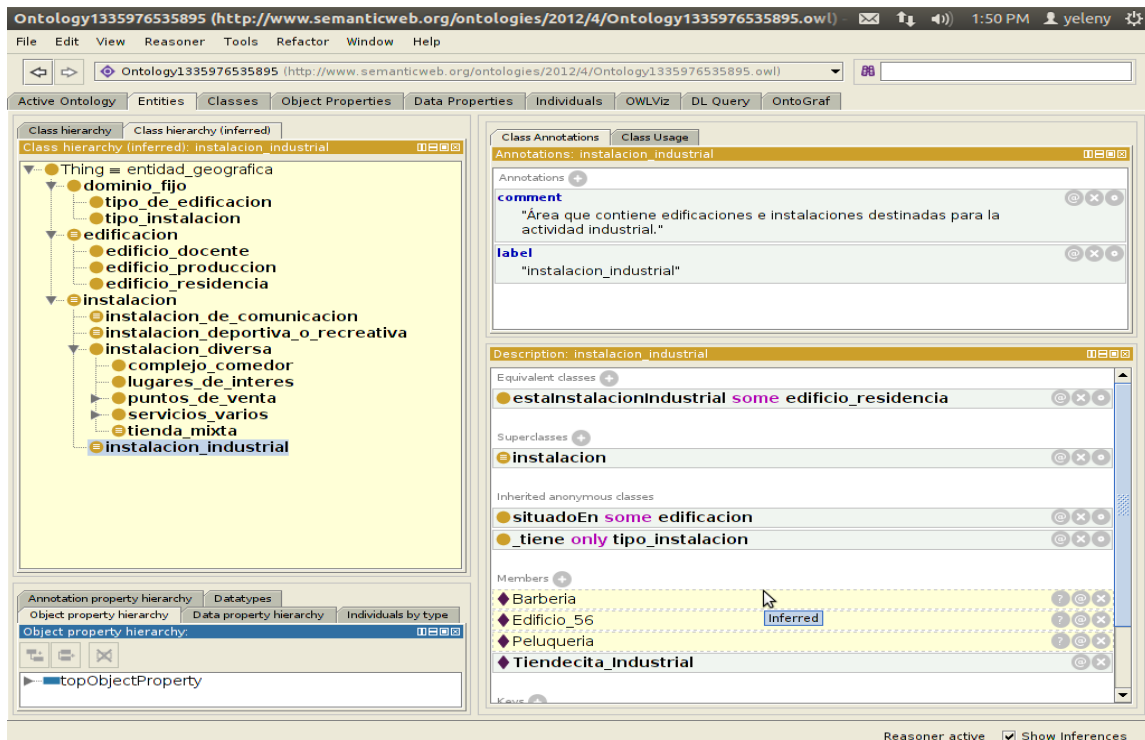 Ontology1335976535895 (http://www.semanticweb.org/ontologies/2012/4/Ontology1335976535895.owl) - 1:50 PM yeleny
File Edit View Reasoner Tools Refactor Window Help
Ontology1335976535895 (http://www.semanticweb.org/ontologies/2012/4/Ontology1335976535895.owl)
Active Ontology Entities Classes Object Properties Data Properties Individuals OWLViz DL Query OntoGraf
Class hierarchy Class hierarchy (inferred)
Class hierarchy (inferred): instalacion_industrial
Thing ≡ entidad_geografica
dominio_fijo
tipo_de_edificacion
tipo_instalacion
edificacion
edificio_docente
edificio_produccion
edificio_residencia
instalacion
instalacion_de_comunicacion
instalacion_deportiva_o_recreativa
instalacion_diversa
complejo_comedor
lugares_de_interes
puntos_de_venta
servicios_varios
tienda_mixta
instalacion_industrial
Annotation property hierarchy Datatypes
Object property hierarchy Data property hierarchy Individuals by type
Object property hierarchy:
topObjectProperty
Class Annotations Class Usage
Annotations: instalacion_industrial
Annotations
comment
"Área que contiene edificaciones e instalaciones destinadas para la
actividad industrial."
label
"instalacion_industrial"
Description: instalacion_industrial
Equivalent classes
estaInstalacionIndustrial some edificio_residencia
Superclasses
instalacion
Inherited anonymous classes
situadoEn some edificacion
_tiene only tipo_instalacion
Members
Barberia
Edificio_56
Inferred
Peluqueria
Tiendecita_Industrial
Keys
Reasoner active Show Inferences